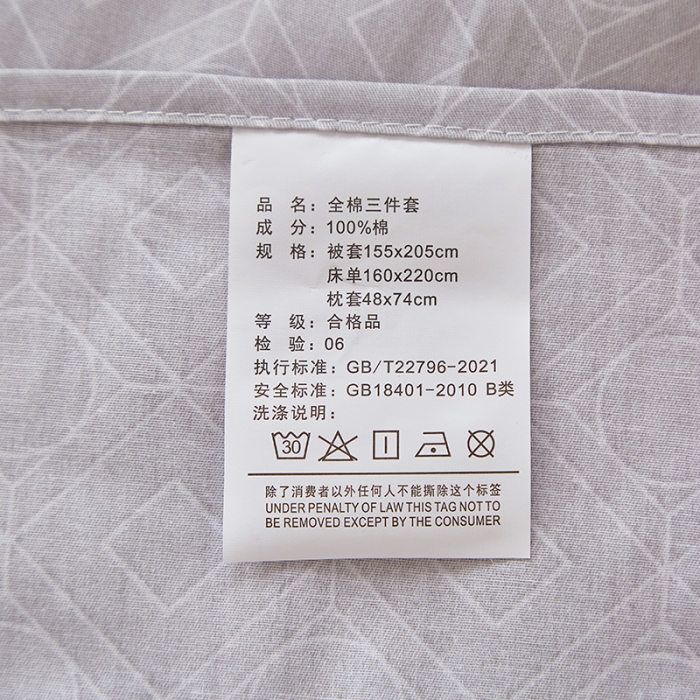 品 名：全棉三件套
成 分：100%棉
规 格：被套155x205cm
床单160x220cm
枕套48x74cm
等 级：合格品
检 验：06
执行标准：GB/T22796-2021
安全标准：GB18401-2010 B类
洗涤说明：
30
除了消费者以外任何人不能撕除这个标签
UNDER PENALTY OF LAW THIS TAG NOT TO
BE REMOVED EXCEPT BY THE CONSUMER